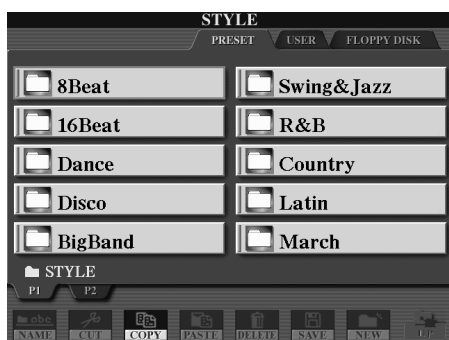 STYLE
PRESET USER FLOPPY DISK
8Beat Swing&Jazz
16Beat R&B
Dance Country
Disco Latin
BigBand March
STYLE
P1 P2
abc
NAME CUT COPY PASTE DELETE SAVE NEW UP